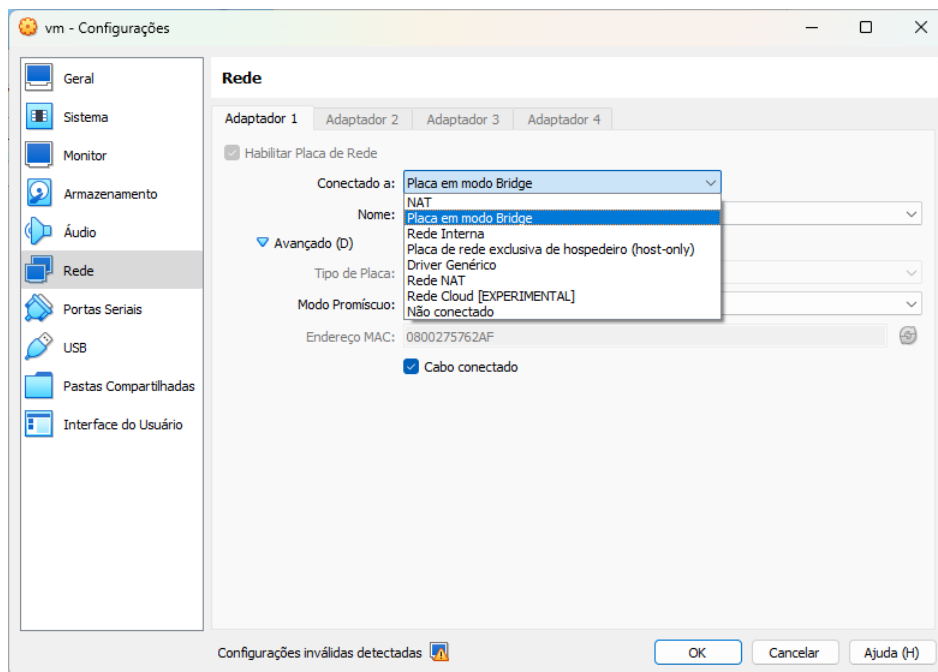 vm - Configurações
Geral
Sistema
Monitor
Armazenamento
Áudio
Rede
Portas Seriais
USB
Pastas Compartilhadas
Interface do Usuário
Rede
Adaptador 1 Adaptador 2 Adaptador 3 Adaptador 4
Habilitar Placa de Rede
Conectado a: Placa em modo Bridge
NAT
Nome: Placa em modo Bridge
Rede Interna
Avançado (D) Placa de rede exclusiva de hospedeiro (host-only)
Driver Genérico
Tipo de Placa: Rede NAT
Rede Cloud [EXPERIMENTAL]
Modo Promíscuo: Não conectado
Endereço MAC: 0800275762AF
Cabo conectado
Configurações inválidas detectadas OK Cancelar Ajuda (H)